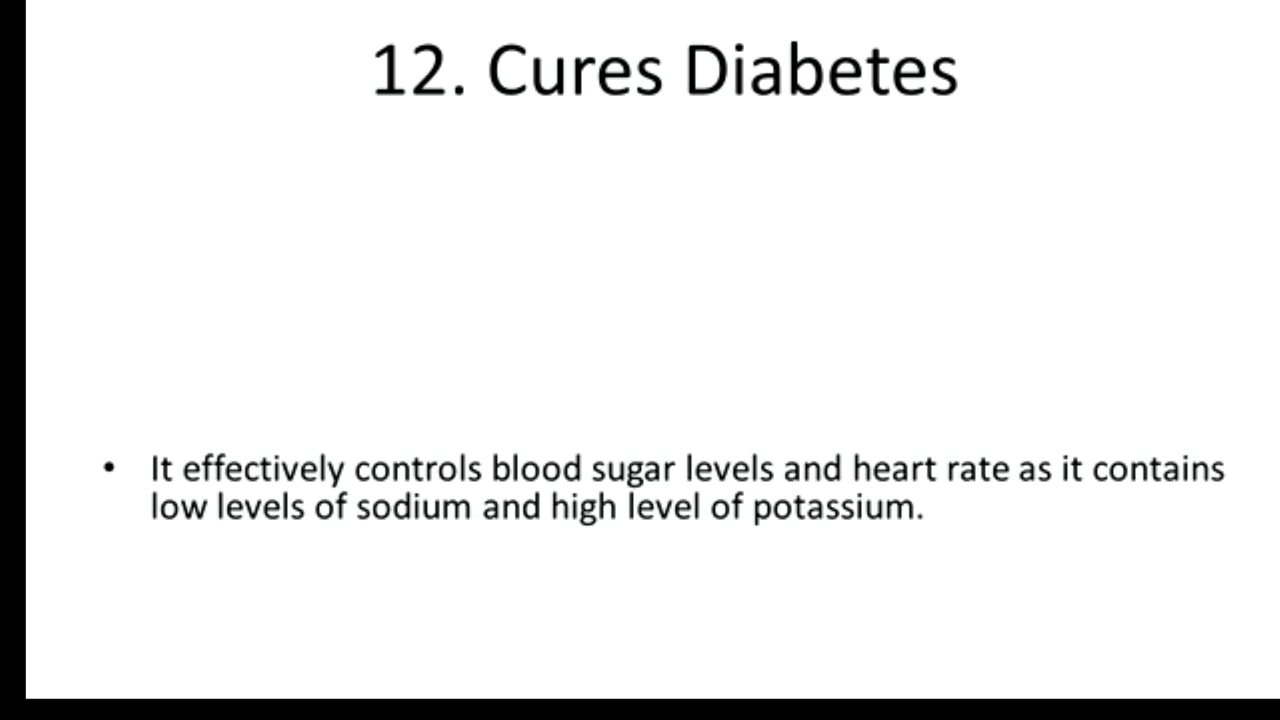 12. Cures Diabetes
• It effectively controls blood sugar levels and heart rate as it contains
low levels of sodium and high level of potassium.